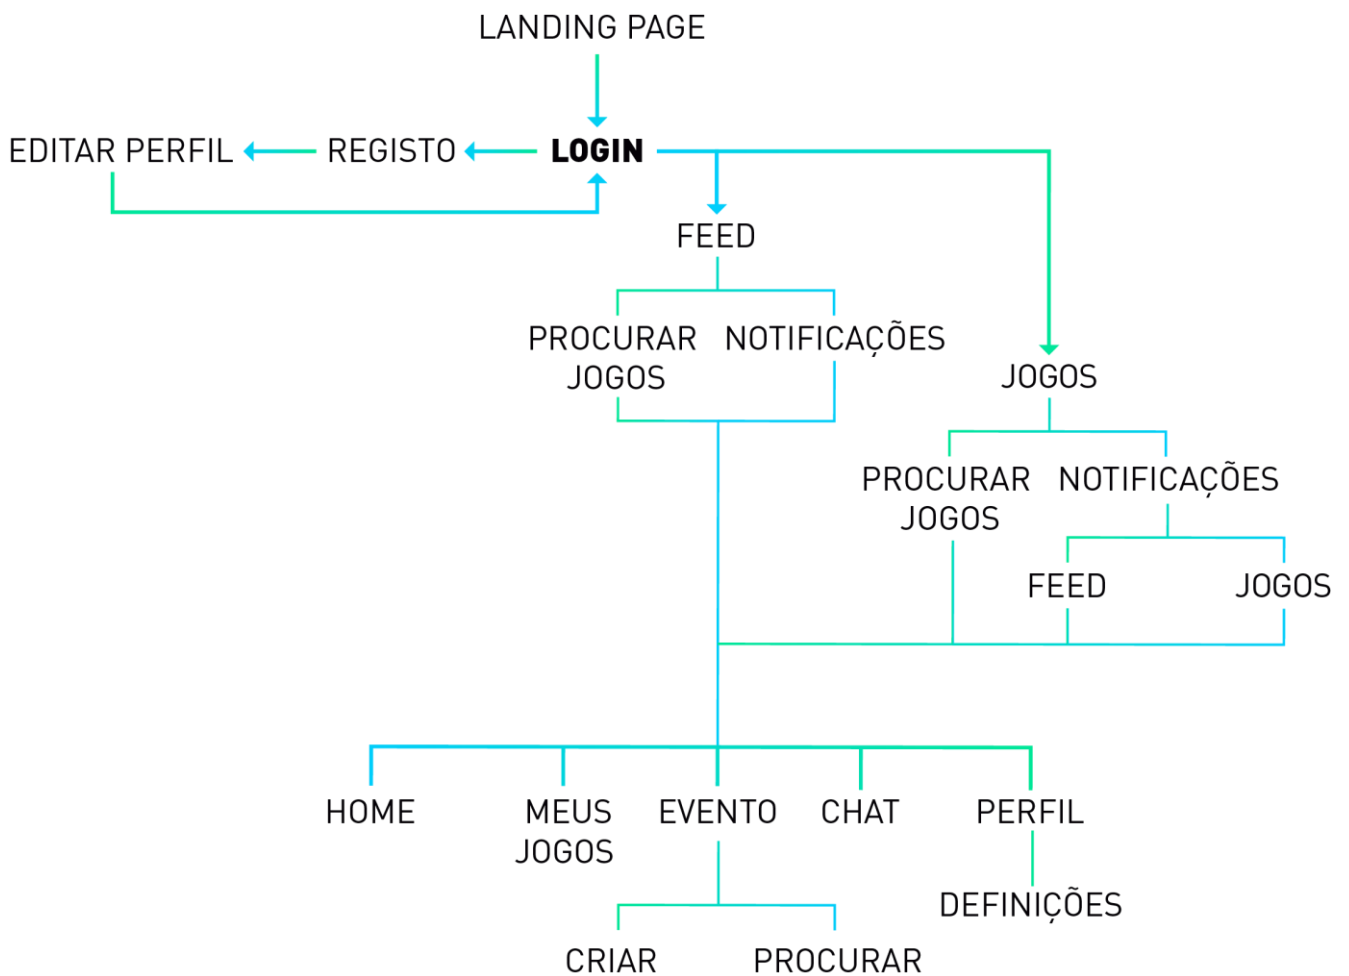 LANDING PAGE
EDITAR PERFIL
REGISTO
LOGIN
FEED
PROCURAR
JOGOS
NOTIFICAÇÕES
JOGOS
PROCURAR
JOGOS
NOTIFICAÇÕES
FEED
JOGOS
HOME
MEUS
JOGOS
EVENTO
CHAT
PERFIL
DEFINIÇÕES
CRIAR
PROCURAR